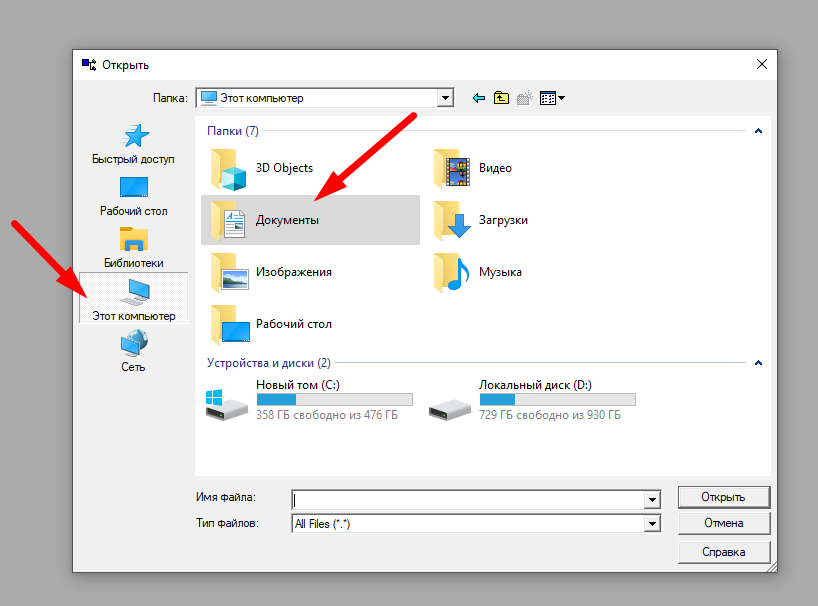 Открыть
Папка:
Этот компьютер
Быстрый доступ
Рабочий стол
Библиотеки
Этот компьютер
Сеть
Папки (7)
3D Objects
Видео
Документы
Загрузки
Изображения
Музыка
Рабочий стол
Устройства и диски (2)
Новый том (C:)
358 ГБ свободно из 476 ГБ
Локальный диск (D:)
729 ГБ свободно из 930 ГБ
Имя файла:
Открыть
Тип файлов:
All Files (*.*)
Отмена
Справка